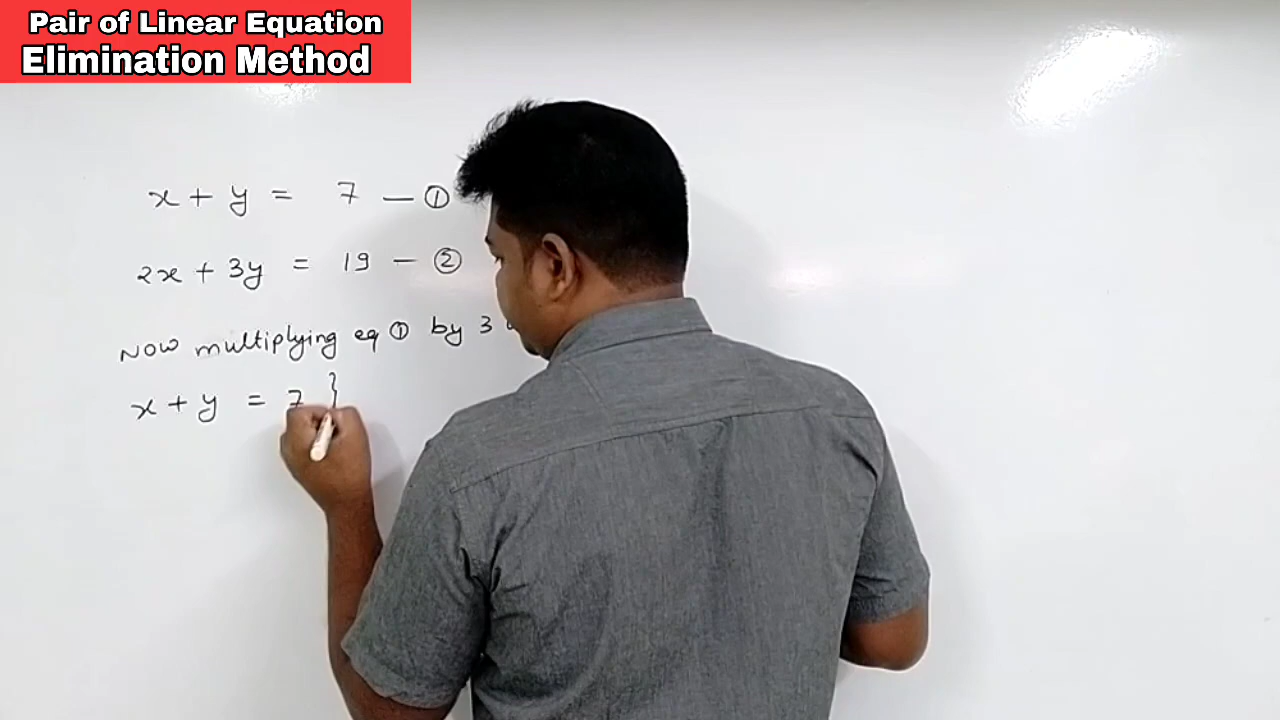 Pair of Linear Equation
Elimination Method
x + y = 7 — ①
2x + 3y = 19 — ②
Now multiplying eq ① by 3
x + y = 7 }